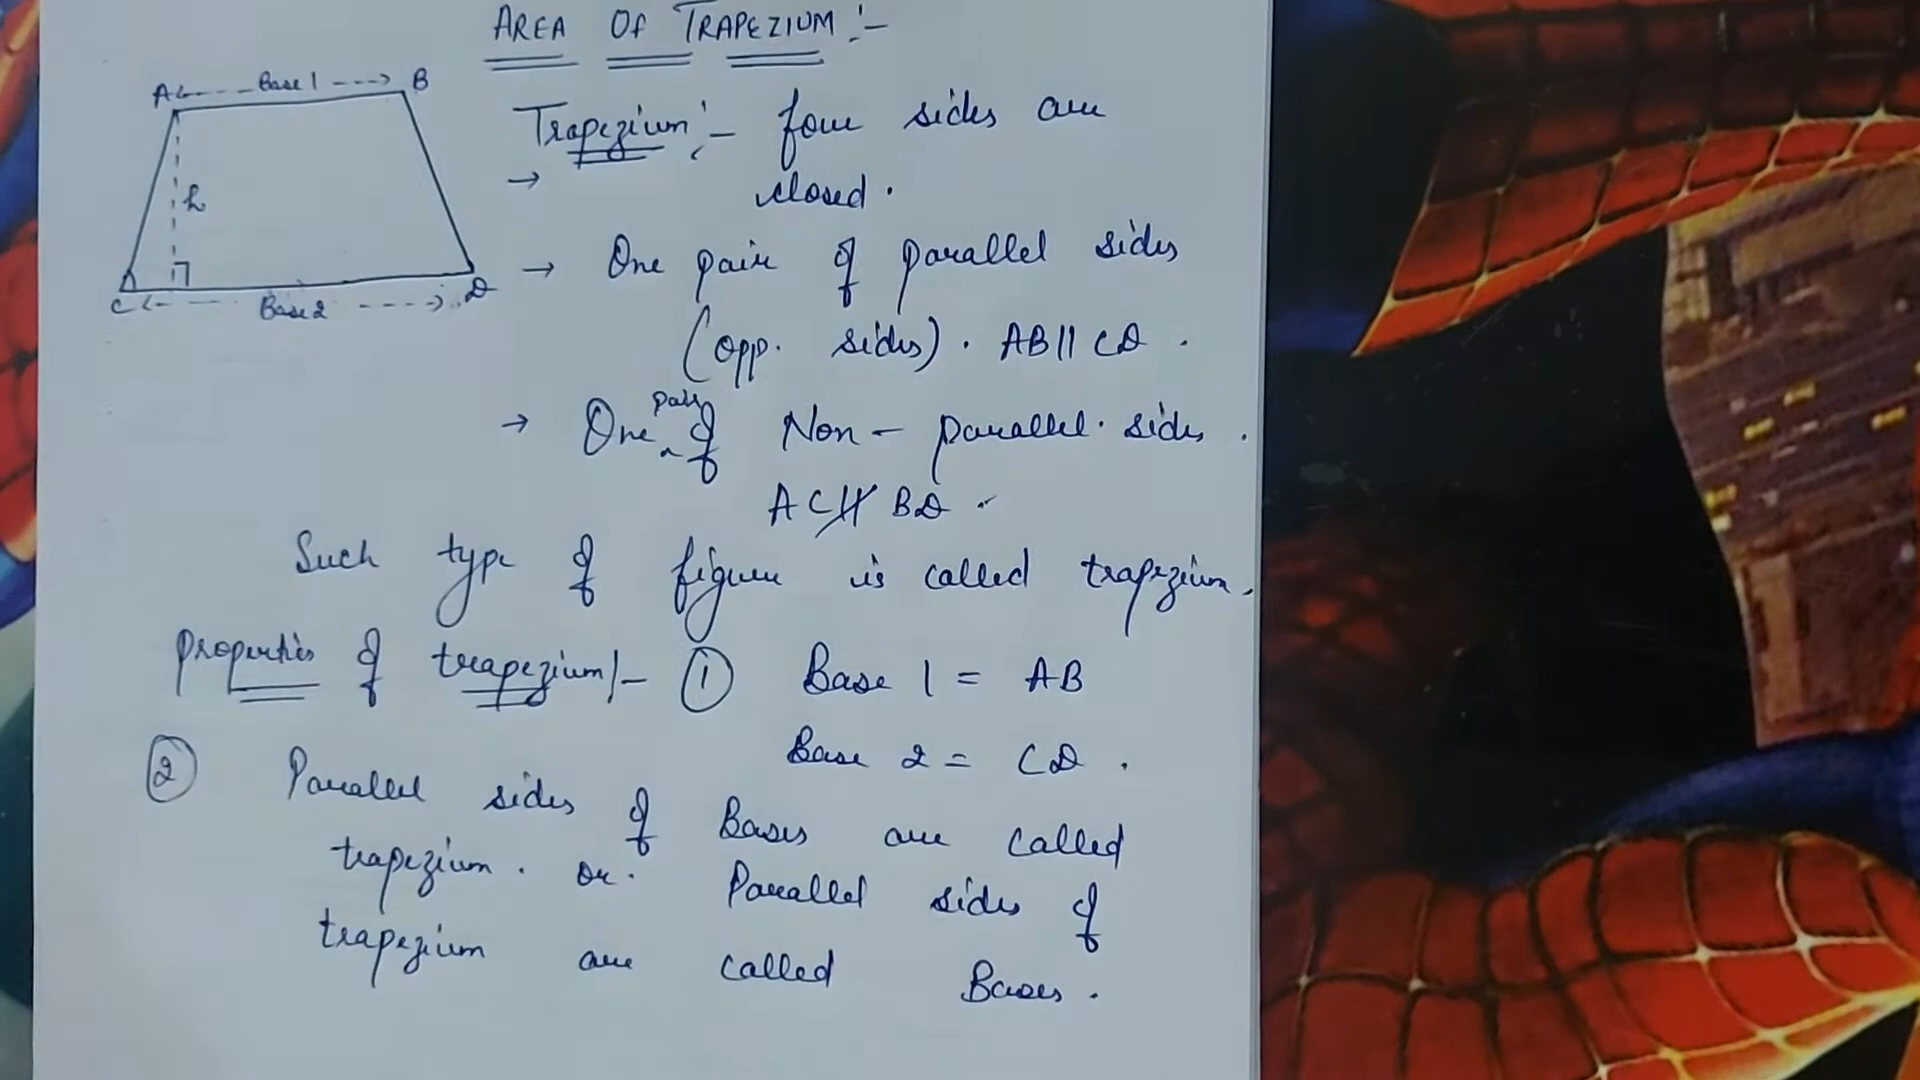 AREA OF TRAPEZIUM :-
A Base 1 B
h
C Base 2 D
Trapezium :- four sides are
→ closed.
→ One pair of parallel sides
(opp. sides). AB || CD.
→ One pair of Non-parallel sides.
AC ∦ BD.
Such type of figure is called trapezium.
Properties of trapezium :- ① Base 1 = AB
Base 2 = CD.
② Parallel sides of Bases are called
trapezium. or. Parallel sides of
trapezium are called Bases.